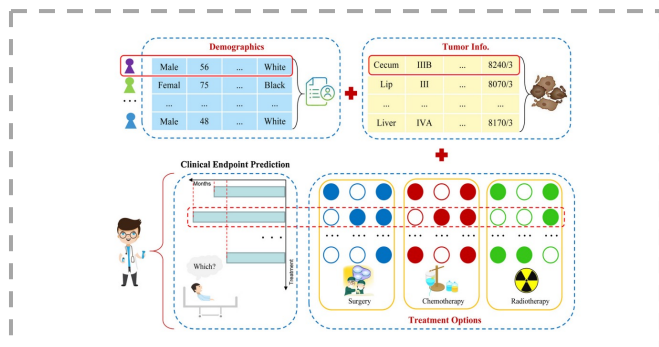 Demographics
Male 56 ... White
Femal 75 ... Black
... ... ... ...
Male 48 ... White
Tumor Info.
Cecum IIIB ... 8240/3
Lip III ... 8070/3
... ... ... ...
Liver IVA ... 8170/3
Clinical Endpoint Prediction
Months
Treatment
Which?
Surgery
Chemotherapy
Radiotherapy
Treatment Options